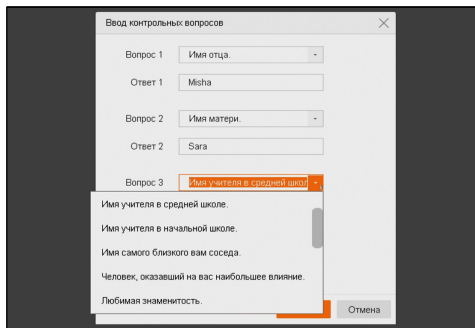 Ввод контрольных вопросов
Вопрос 1 Имя отца.
Ответ 1 Misha
Вопрос 2 Имя матери.
Ответ 2 Sara
Вопрос 3 Имя учителя в средней школ
Имя учителя в средней школе.
Имя учителя в начальной школе.
Имя самого близкого вам соседа.
Человек, оказавший на вас наибольшее влияние.
Любимая знаменитость.
Отмена